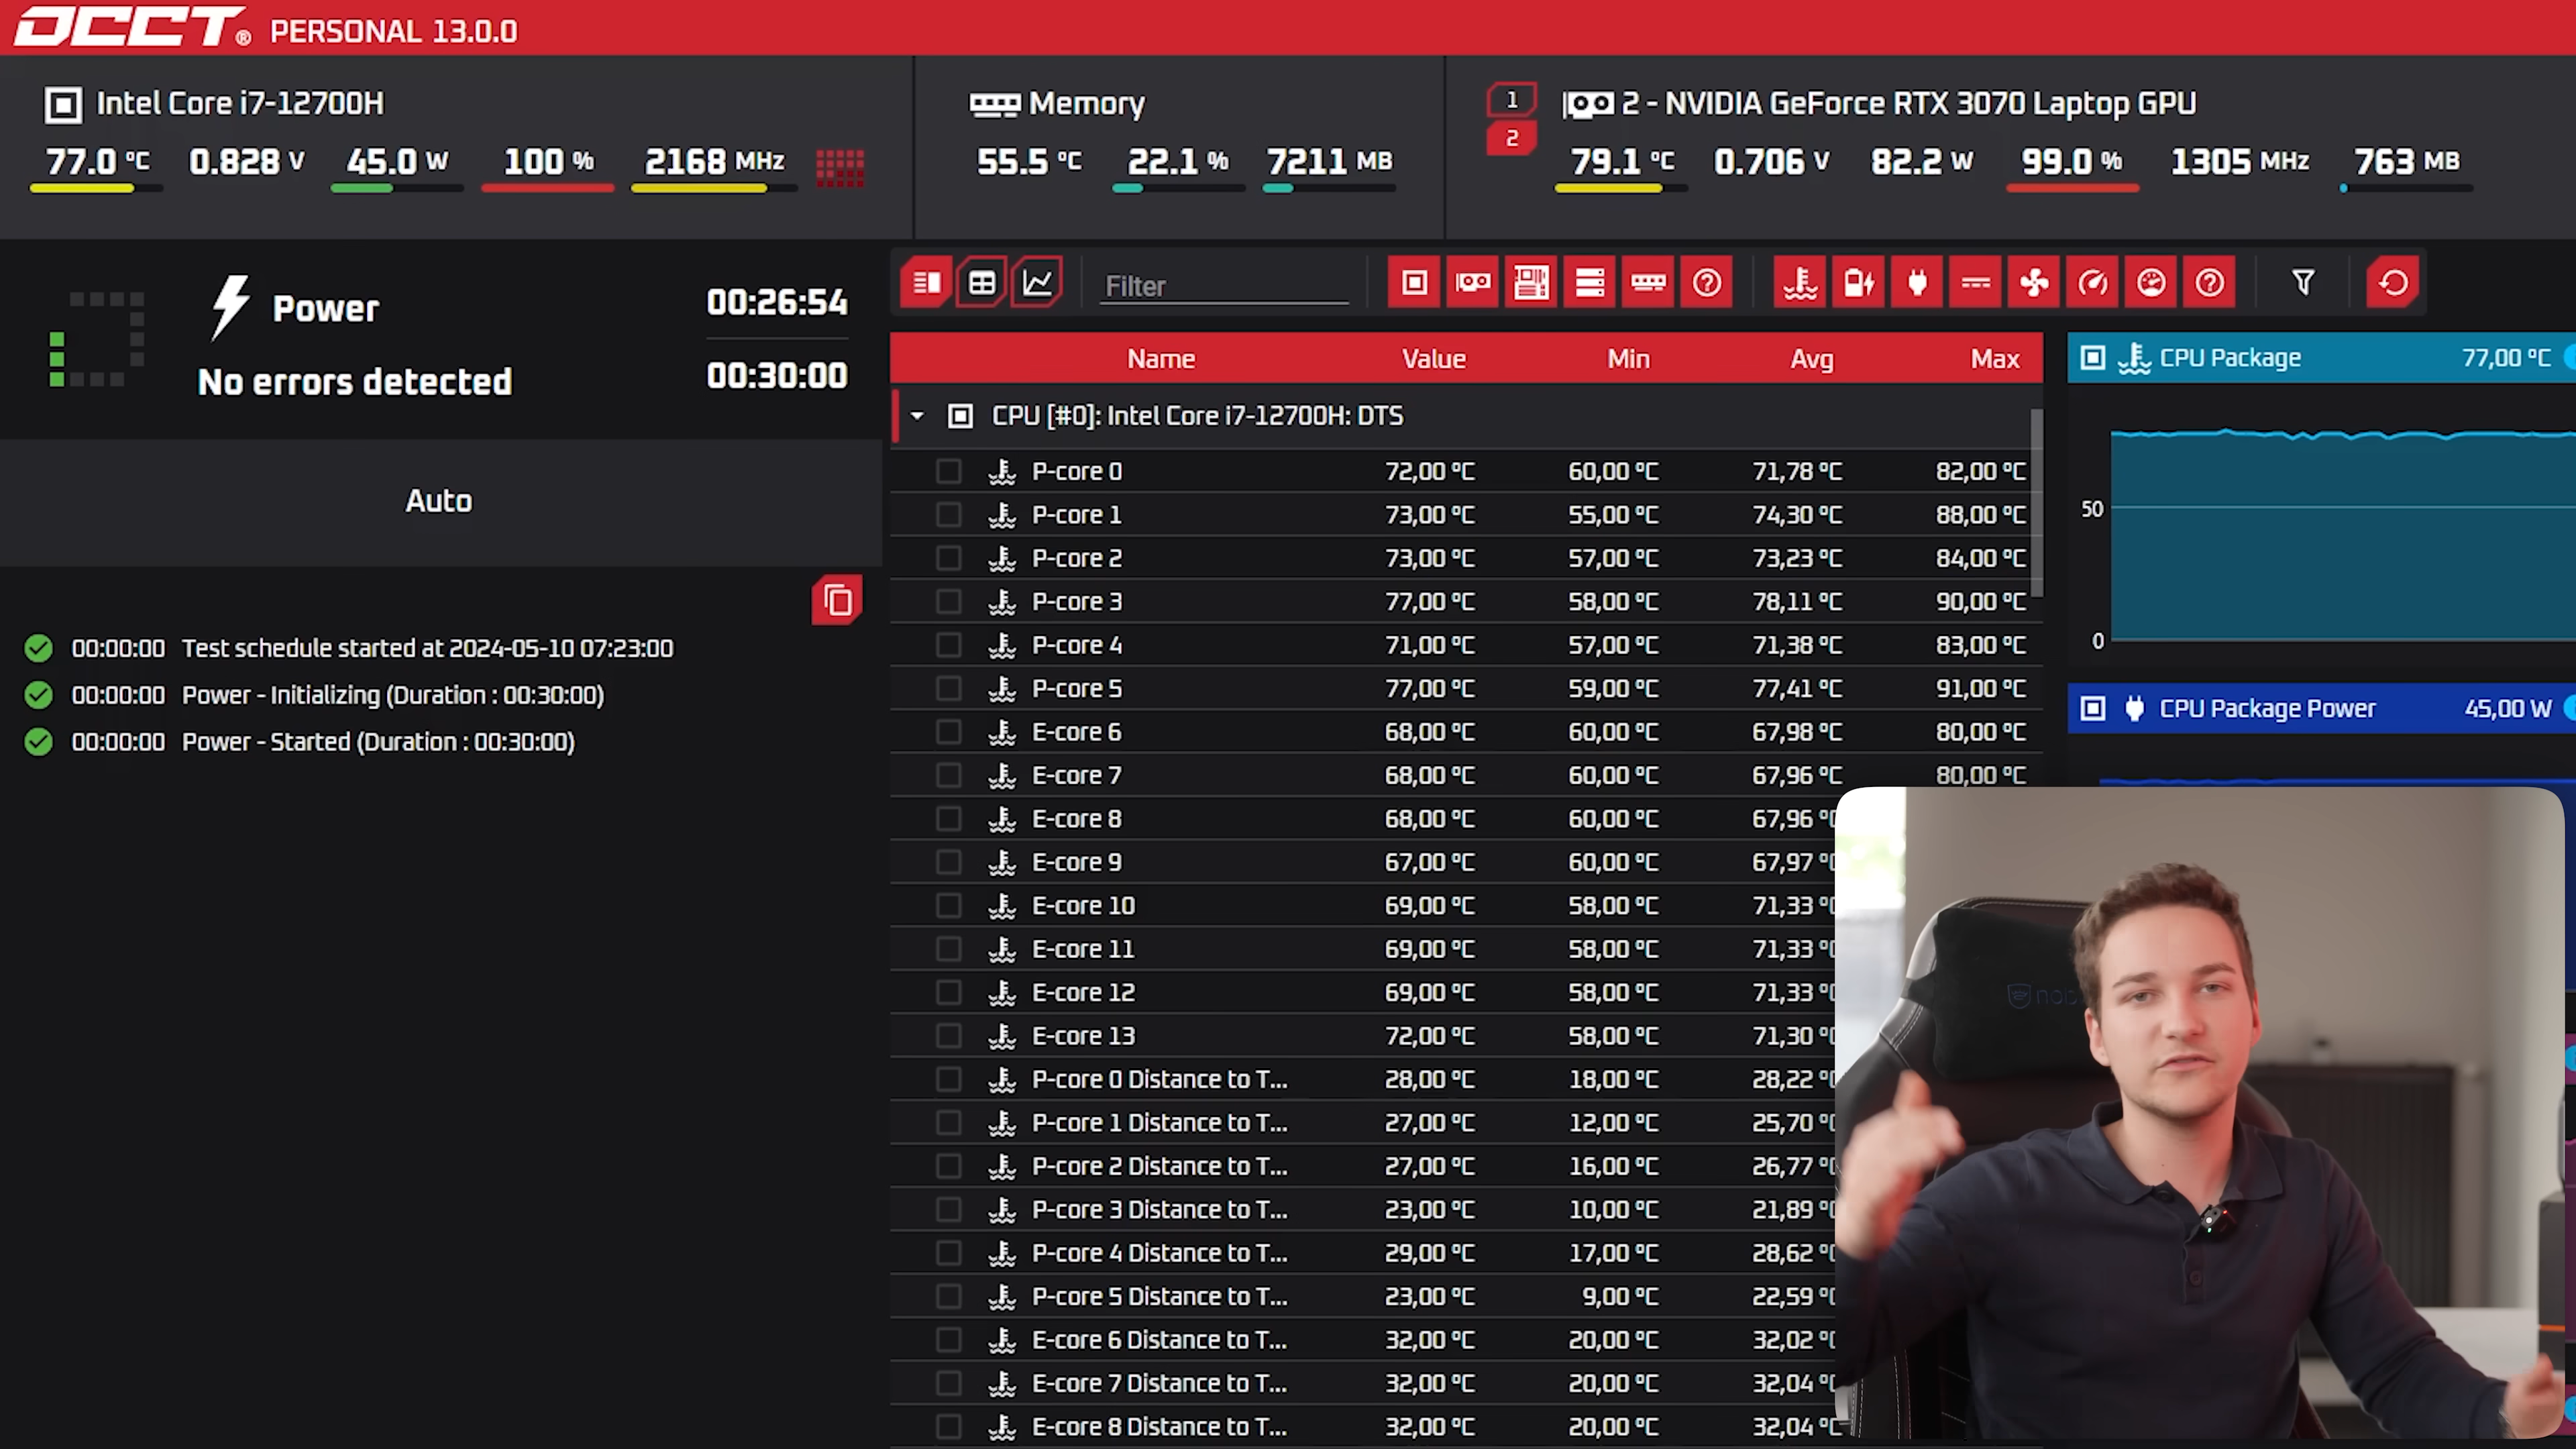 OCCT® PERSONAL 13.0.0
Intel Core i7-12700H
77.0 °C 0.828 V 45.0 W 100 % 2168 MHz
Memory
55.5 °C 22.1 % 7211 MB
1
2
2 - NVIDIA GeForce RTX 3070 Laptop GPU
79.1 °C 0.706 V 82.2 W 99.0 % 1305 MHz 763 MB
Power
00:26:54
No errors detected
00:30:00
Auto
00:00:00 Test schedule started at 2024-05-10 07:23:00
00:00:00 Power - Initializing (Duration : 00:30:00)
00:00:00 Power - Started (Duration : 00:30:00)
Filter
Name Value Min Avg Max
CPU [#0]: Intel Core i7-12700H: DTS
P-core 0 72,00 °C 60,00 °C 71,78 °C 82,00 °C
P-core 1 73,00 °C 55,00 °C 74,30 °C 88,00 °C
P-core 2 73,00 °C 57,00 °C 73,23 °C 84,00 °C
P-core 3 77,00 °C 58,00 °C 78,11 °C 90,00 °C
P-core 4 71,00 °C 57,00 °C 71,38 °C 83,00 °C
P-core 5 77,00 °C 59,00 °C 77,41 °C 91,00 °C
E-core 6 68,00 °C 60,00 °C 67,98 °C 80,00 °C
E-core 7 68,00 °C 60,00 °C 67,96 °C 80,00 °C
E-core 8 68,00 °C 60,00 °C 67,96 °C
E-core 9 67,00 °C 60,00 °C 67,97 °C
E-core 10 69,00 °C 58,00 °C 71,33 °C
E-core 11 69,00 °C 58,00 °C 71,33 °C
E-core 12 69,00 °C 58,00 °C 71,33 °C
E-core 13 72,00 °C 58,00 °C 71,30 °C
P-core 0 Distance to T... 28,00 °C 18,00 °C 28,22 °C
P-core 1 Distance to T... 27,00 °C 12,00 °C 25,70 °C
P-core 2 Distance to T... 27,00 °C 16,00 °C 26,77 °C
P-core 3 Distance to T... 23,00 °C 10,00 °C 21,89 °C
P-core 4 Distance to T... 29,00 °C 17,00 °C 28,62 °C
P-core 5 Distance to T... 23,00 °C 9,00 °C 22,59 °C
E-core 6 Distance to T... 32,00 °C 20,00 °C 32,02 °C
E-core 7 Distance to T... 32,00 °C 20,00 °C 32,04 °C
E-core 8 Distance to T... 32,00 °C 20,00 °C 32,04 °C
CPU Package 77,00 °C
50
0
CPU Package Power 45,00 W